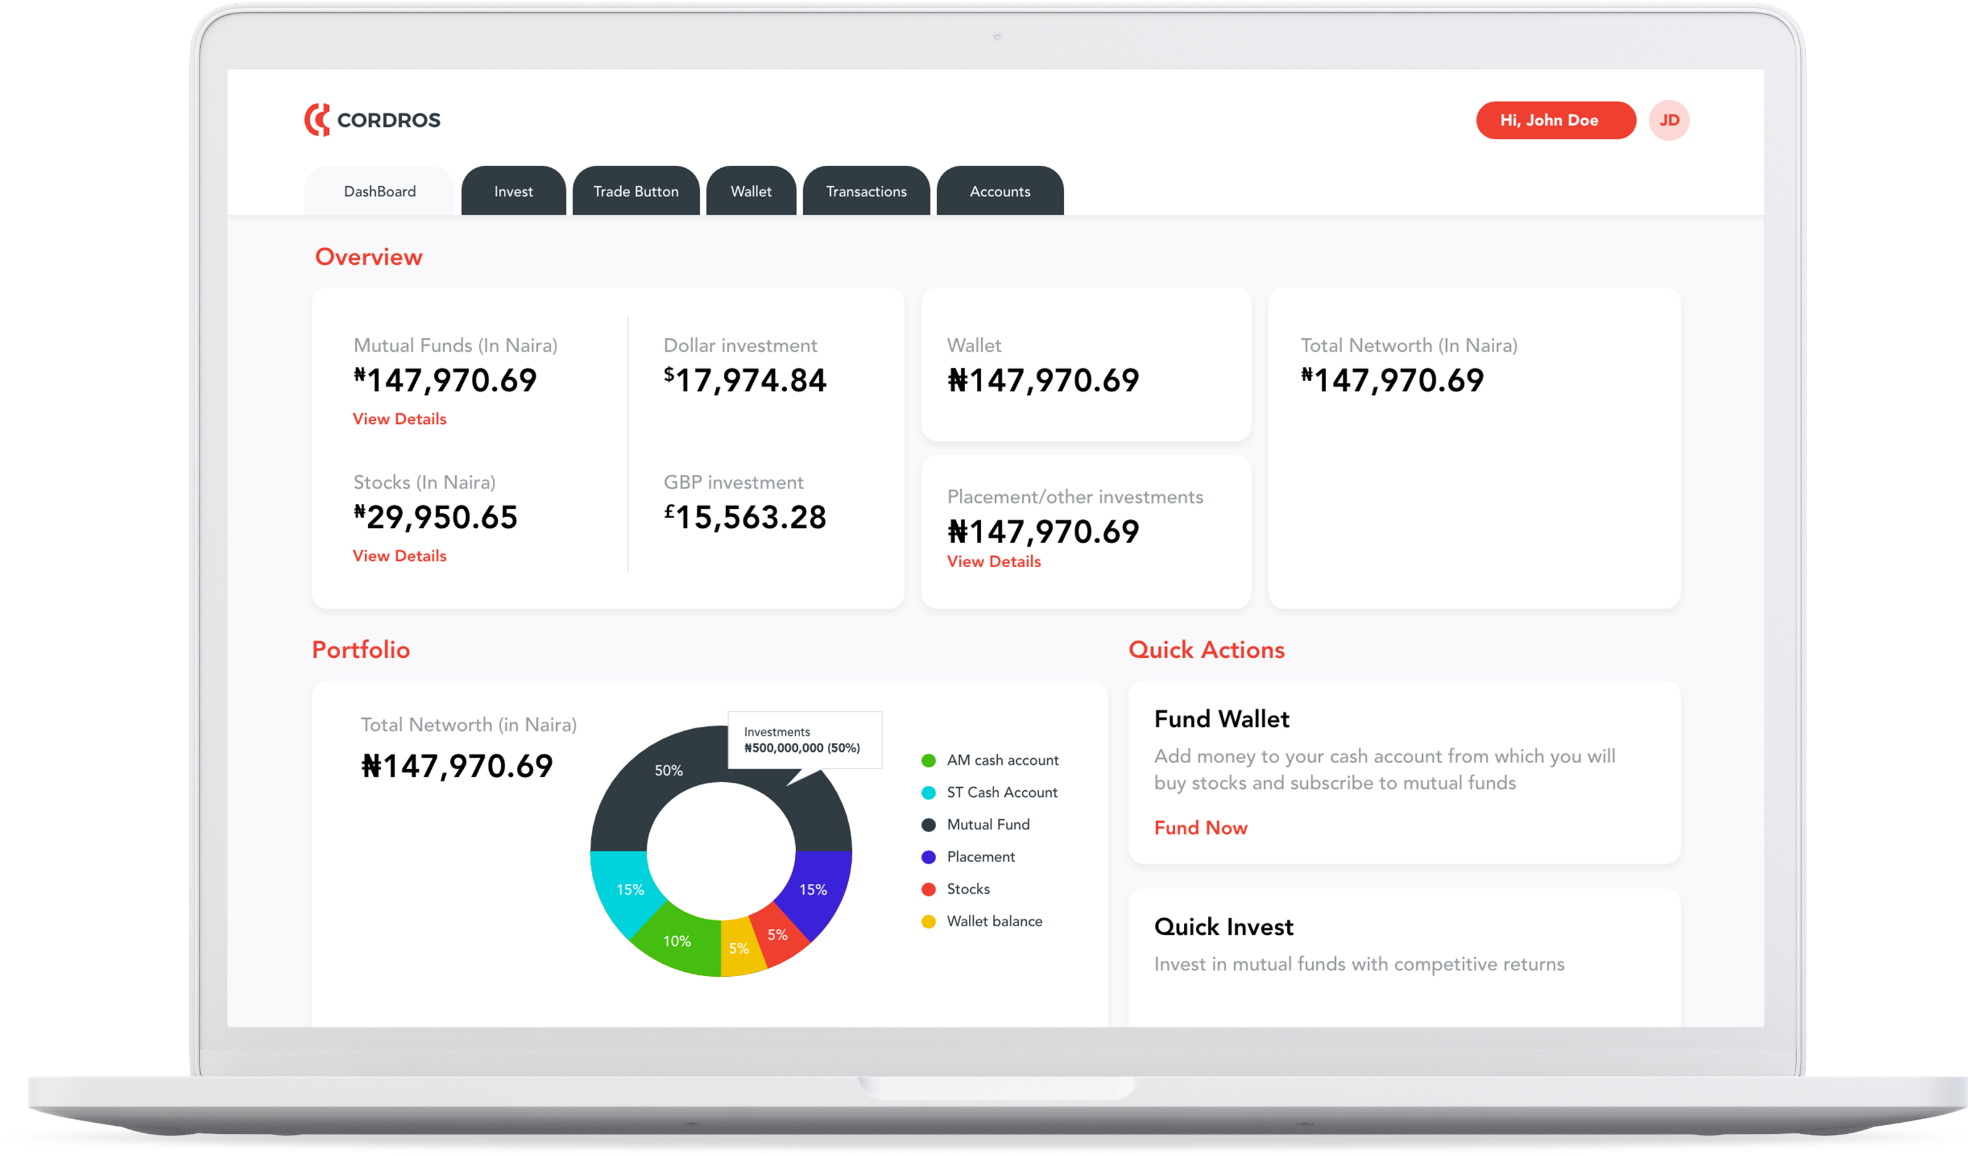 CORDROS
Hi, John Doe
JD
DashBoard
Invest
Trade Button
Wallet
Transactions
Accounts
Overview
Mutual Funds (In Naira)
₦147,970.69
View Details
Dollar investment
$17,974.84
Stocks (In Naira)
₦29,950.65
View Details
GBP investment
£15,563.28
Wallet
₦147,970.69
Placement/other investments
₦147,970.69
View Details
Total Networth (In Naira)
₦147,970.69
Portfolio
Total Networth (in Naira)
₦147,970.69
Investments
₦500,000,000 (50%)
50%
15%
15%
10%
5%
5%
AM cash account
ST Cash Account
Mutual Fund
Placement
Stocks
Wallet balance
Quick Actions
Fund Wallet
Add money to your cash account from which you will
buy stocks and subscribe to mutual funds
Fund Now
Quick Invest
Invest in mutual funds with competitive returns